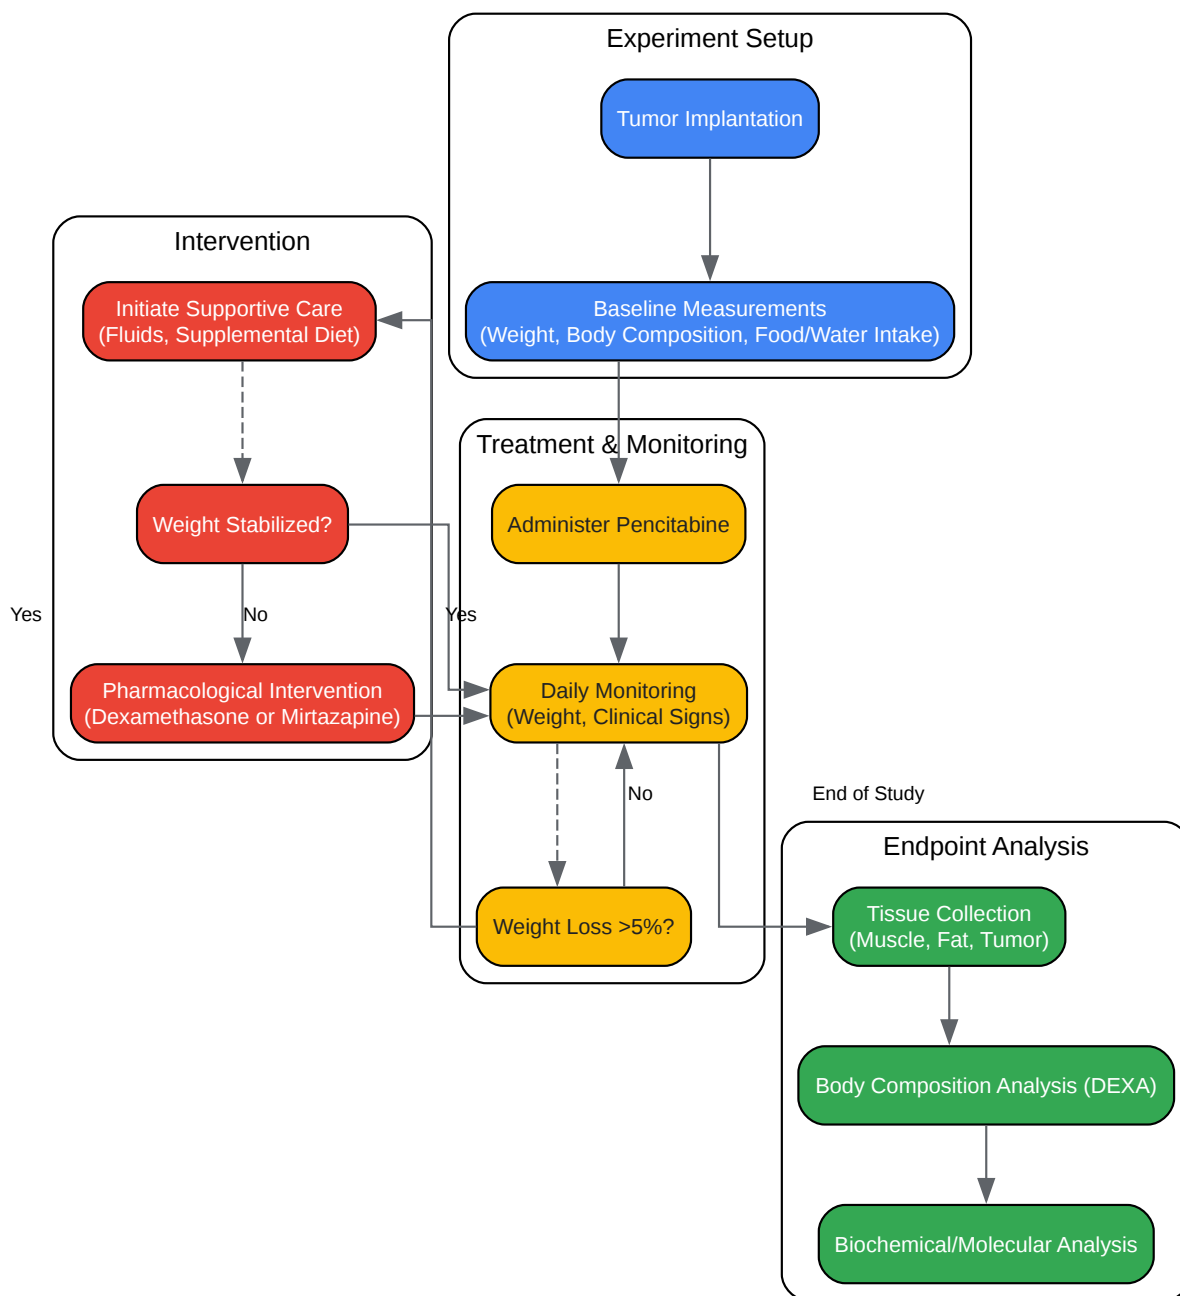 Experiment Setup
Tumor Implantation
Baseline Measurements
(Weight, Body Composition, Food/Water Intake)
Intervention
Initiate Supportive Care
(Fluids, Supplemental Diet)
Weight Stabilized?
Yes
No
Yes
Pharmacological Intervention
(Dexamethasone or Mirtazapine)
Treatment & Monitoring
Administer Pencitabine
Daily Monitoring
(Weight, Clinical Signs)
No
Weight Loss >5%?
End of Study
Endpoint Analysis
Tissue Collection
(Muscle, Fat, Tumor)
Body Composition Analysis (DEXA)
Biochemical/Molecular Analysis